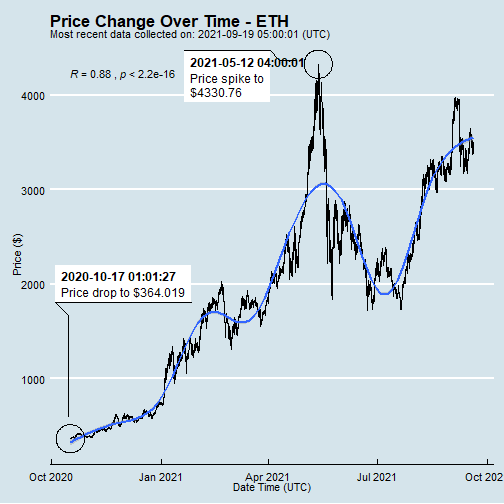 Price Change Over Time - ETH
Most recent data collected on: 2021-09-19 05:00:01 (UTC)
R = 0.88 , p < 2.2e-16
2021-05-12 04:00:01
Price spike to
$4330.76
4000
3000
Price ($)
2020-10-17 01:01:27
Price drop to $364.019
2000
1000
Oct 2020
Jan 2021
Apr 2021
Jul 2021
Oct 202
Date Time (UTC)